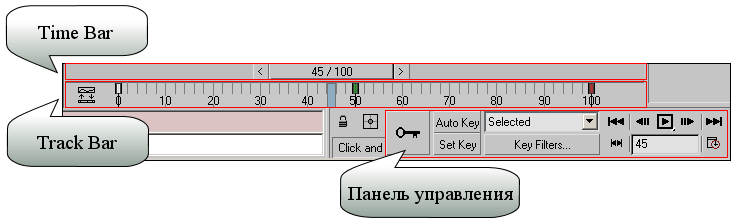 Time Bar
45 / 100
0 10 20 30 40 50 60 70 80 90 100
Track Bar
Auto Key
Selected
Click and
Set Key
Key Filters...
45
Панель управления